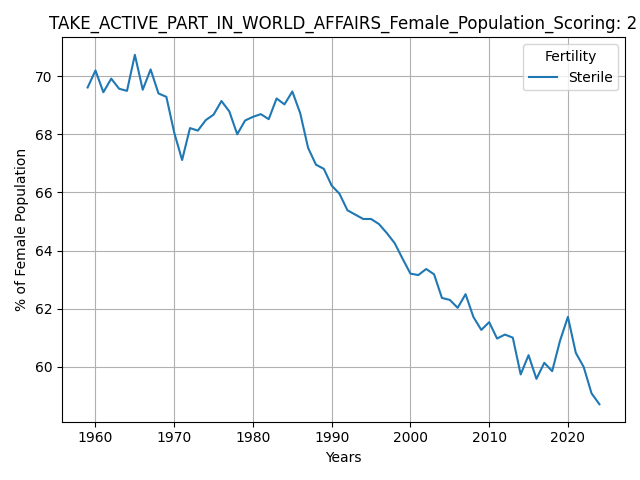 TAKE_ACTIVE_PART_IN_WORLD_AFFAIRS_Female_Population_Scoring: 2
Fertility
Sterile
% of Female Population
70
68
66
64
62
60
1960 1970 1980 1990 2000 2010 2020
Years